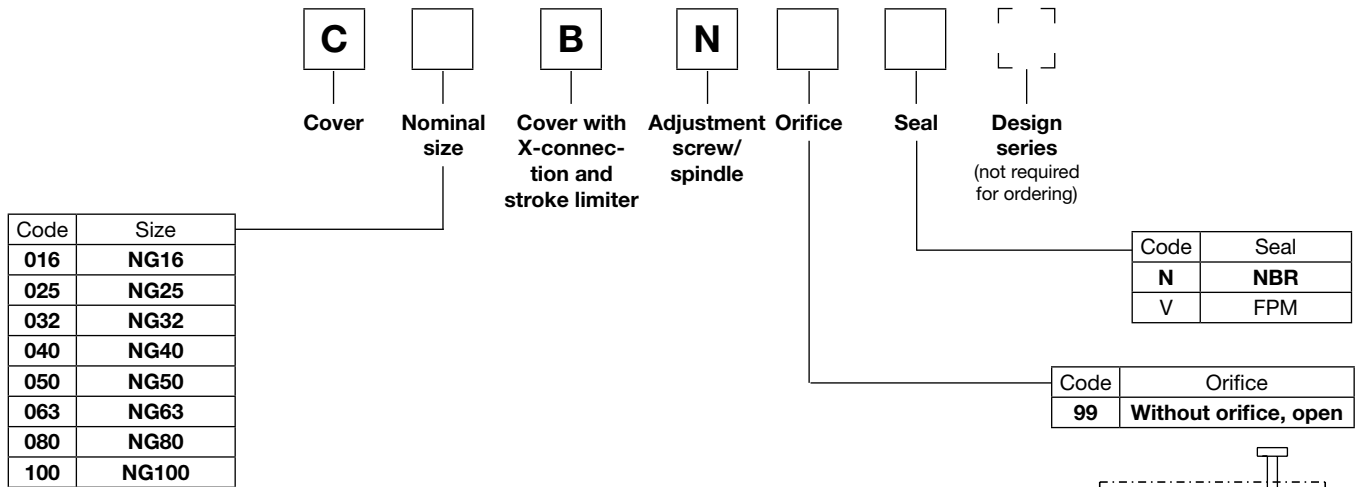 C B N
Cover Nominal Cover with Adjustment Orifice Seal Design
size X-connec- screw/ series
tion and spindle (not required
stroke limiter for ordering)
Code Size
016 NG16
025 NG25
032 NG32
040 NG40
050 NG50
063 NG63
080 NG80
100 NG100
Code Seal
N NBR
V FPM
Code Orifice
99 Without orifice, open